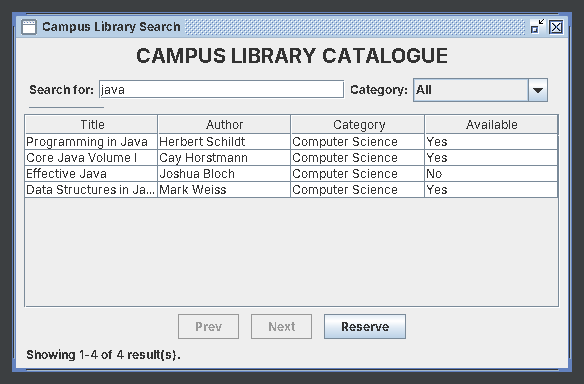 Campus Library Search
CAMPUS LIBRARY CATALOGUE
Search for: java Category: All
Title Author Category Available
Programming in Java Herbert Schildt Computer Science Yes
Core Java Volume I Cay Horstmann Computer Science Yes
Effective Java Joshua Bloch Computer Science No
Data Structures in Ja... Mark Weiss Computer Science Yes
Prev Next Reserve
Showing 1-4 of 4 result(s).